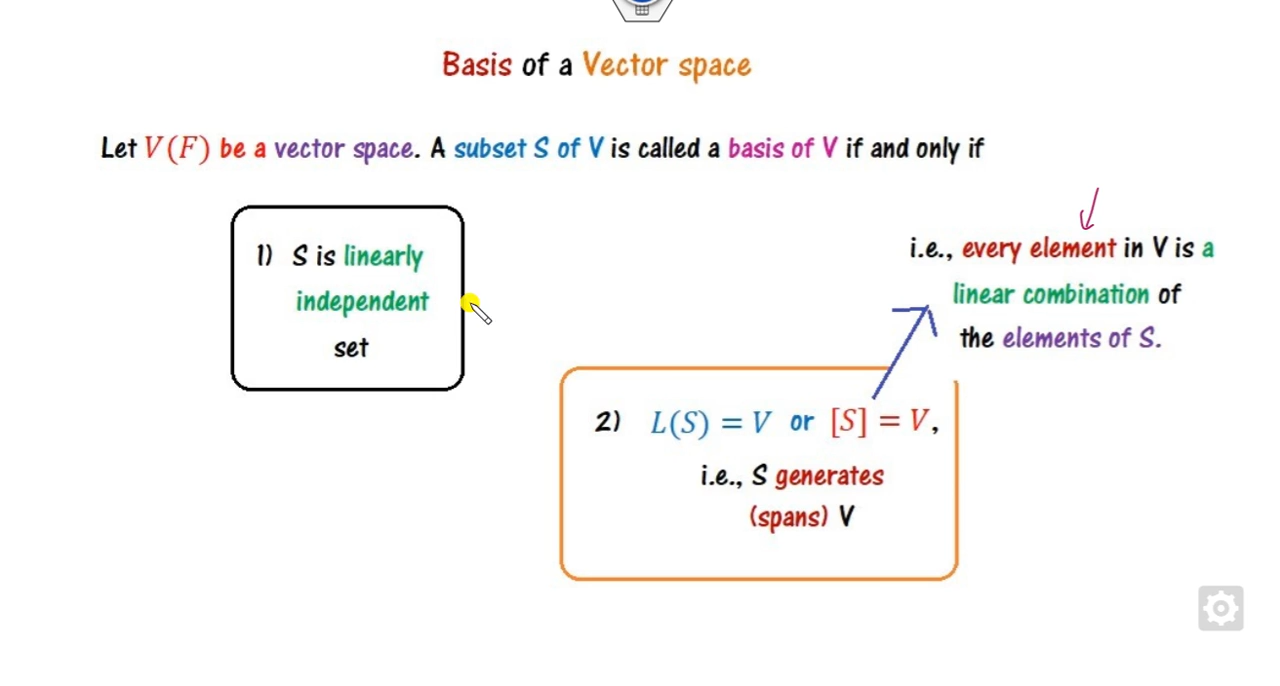 Basis of a Vector space
Let V(F) be a vector space. A subset S of V is called a basis of V if and only if
1) S is linearly
independent
set
i.e., every element in V is a
linear combination of
the elements of S.
2) L(S) = V or [S] = V,
i.e., S generates
(spans) V